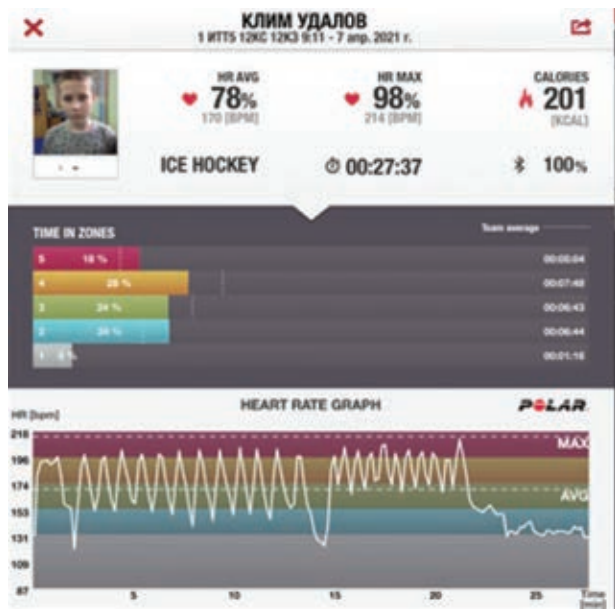 КЛИМ УДАЛОВ
1 ИТТ5 12КС 12КЗ 9:11 - 7 апр. 2021 г.
HR AVG
78%
170 [BPM]
HR MAX
98%
214 [BPM]
CALORIES
201
[KCAL]
ICE HOCKEY
00:27:37
100%
TIME IN ZONES
Team average
5 18 % 00:05:04
4 28 % 00:07:48
3 24 % 00:06:43
2 00:06:44
1 00:01:18
HEART RATE GRAPH
POLAR
HR [bpm]
218
196
174
153
131
109
87
MAX
AVG
5 10 15 20 25
Time
[min]